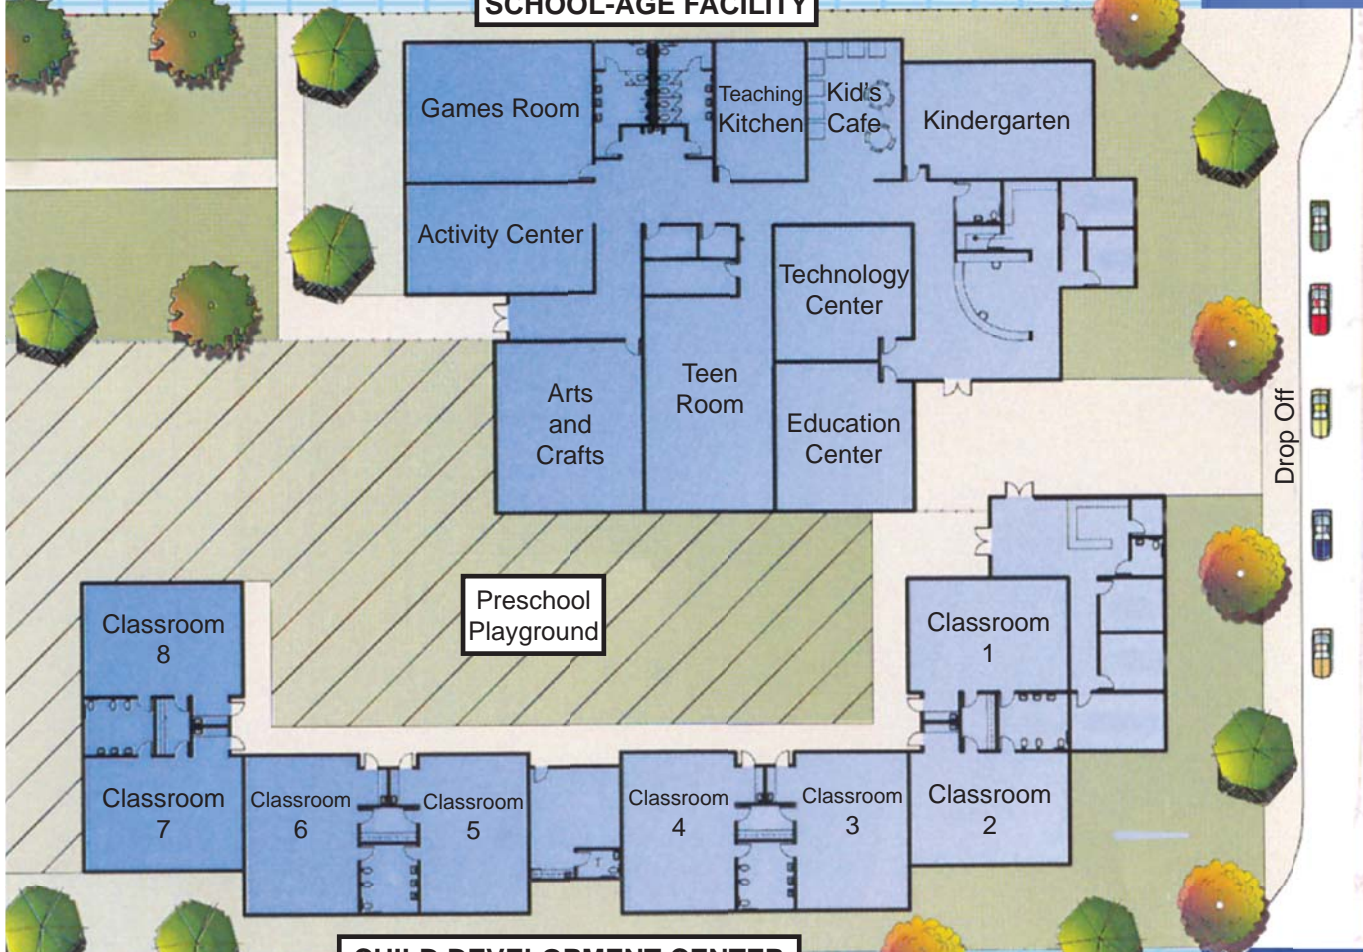 SCHOOL-AGE FACILITY
Games Room
Teaching
Kitchen
Kid's
Cafe
Kindergarten
Activity Center
Technology
Center
Arts
and
Crafts
Teen
Room
Education
Center
Drop Off
Preschool
Playground
Classroom
8
Classroom
1
Classroom
7
Classroom
6
Classroom
5
Classroom
4
Classroom
3
Classroom
2
T
CHILD DEVELOPMENT CENTER